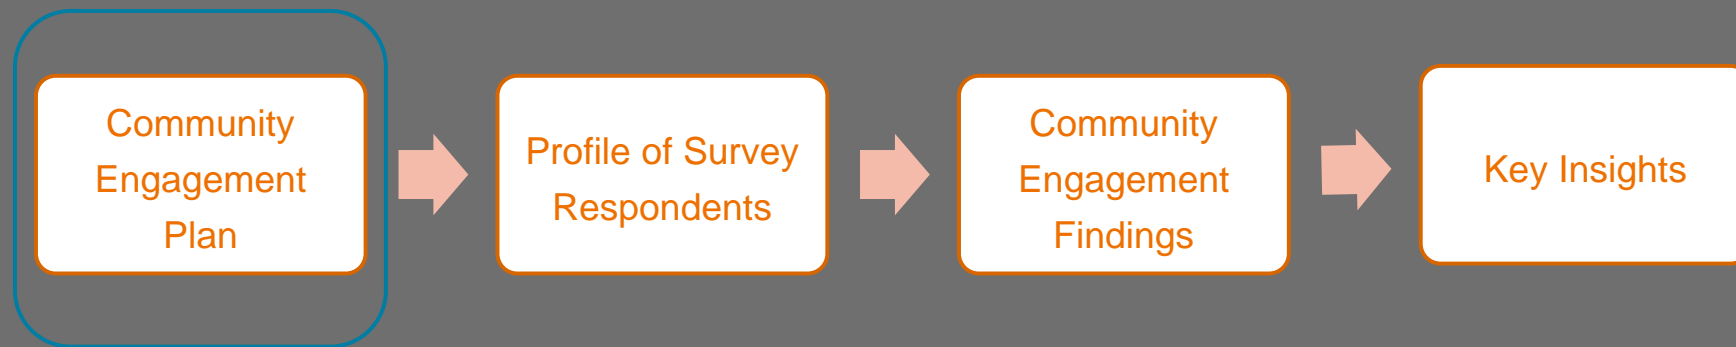 Community
Engagement
Plan
Profile of Survey
Respondents
Community
Engagement
Findings
Key Insights